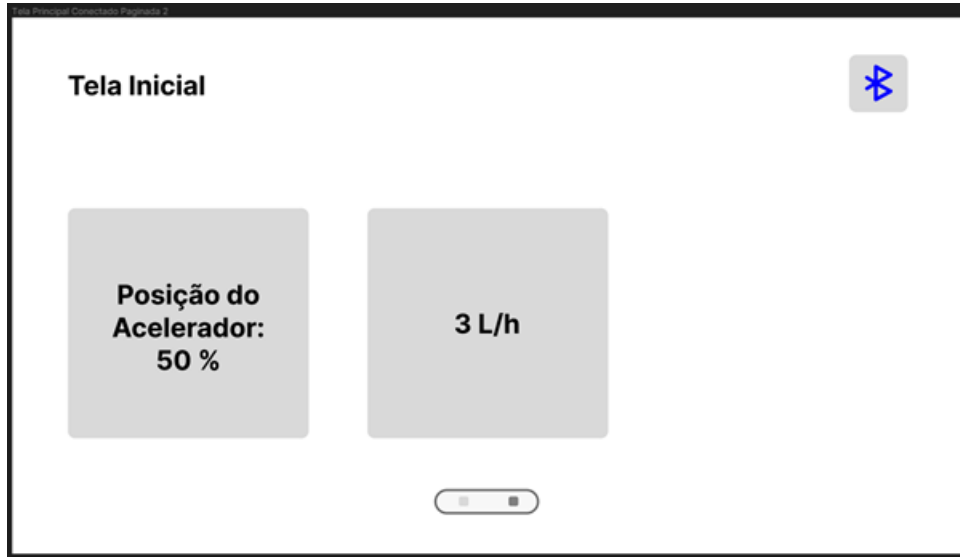 Tela Principal Conectado Paginada 2
Tela Inicial
Posição do
Acelerador:
50 %
3 L/h